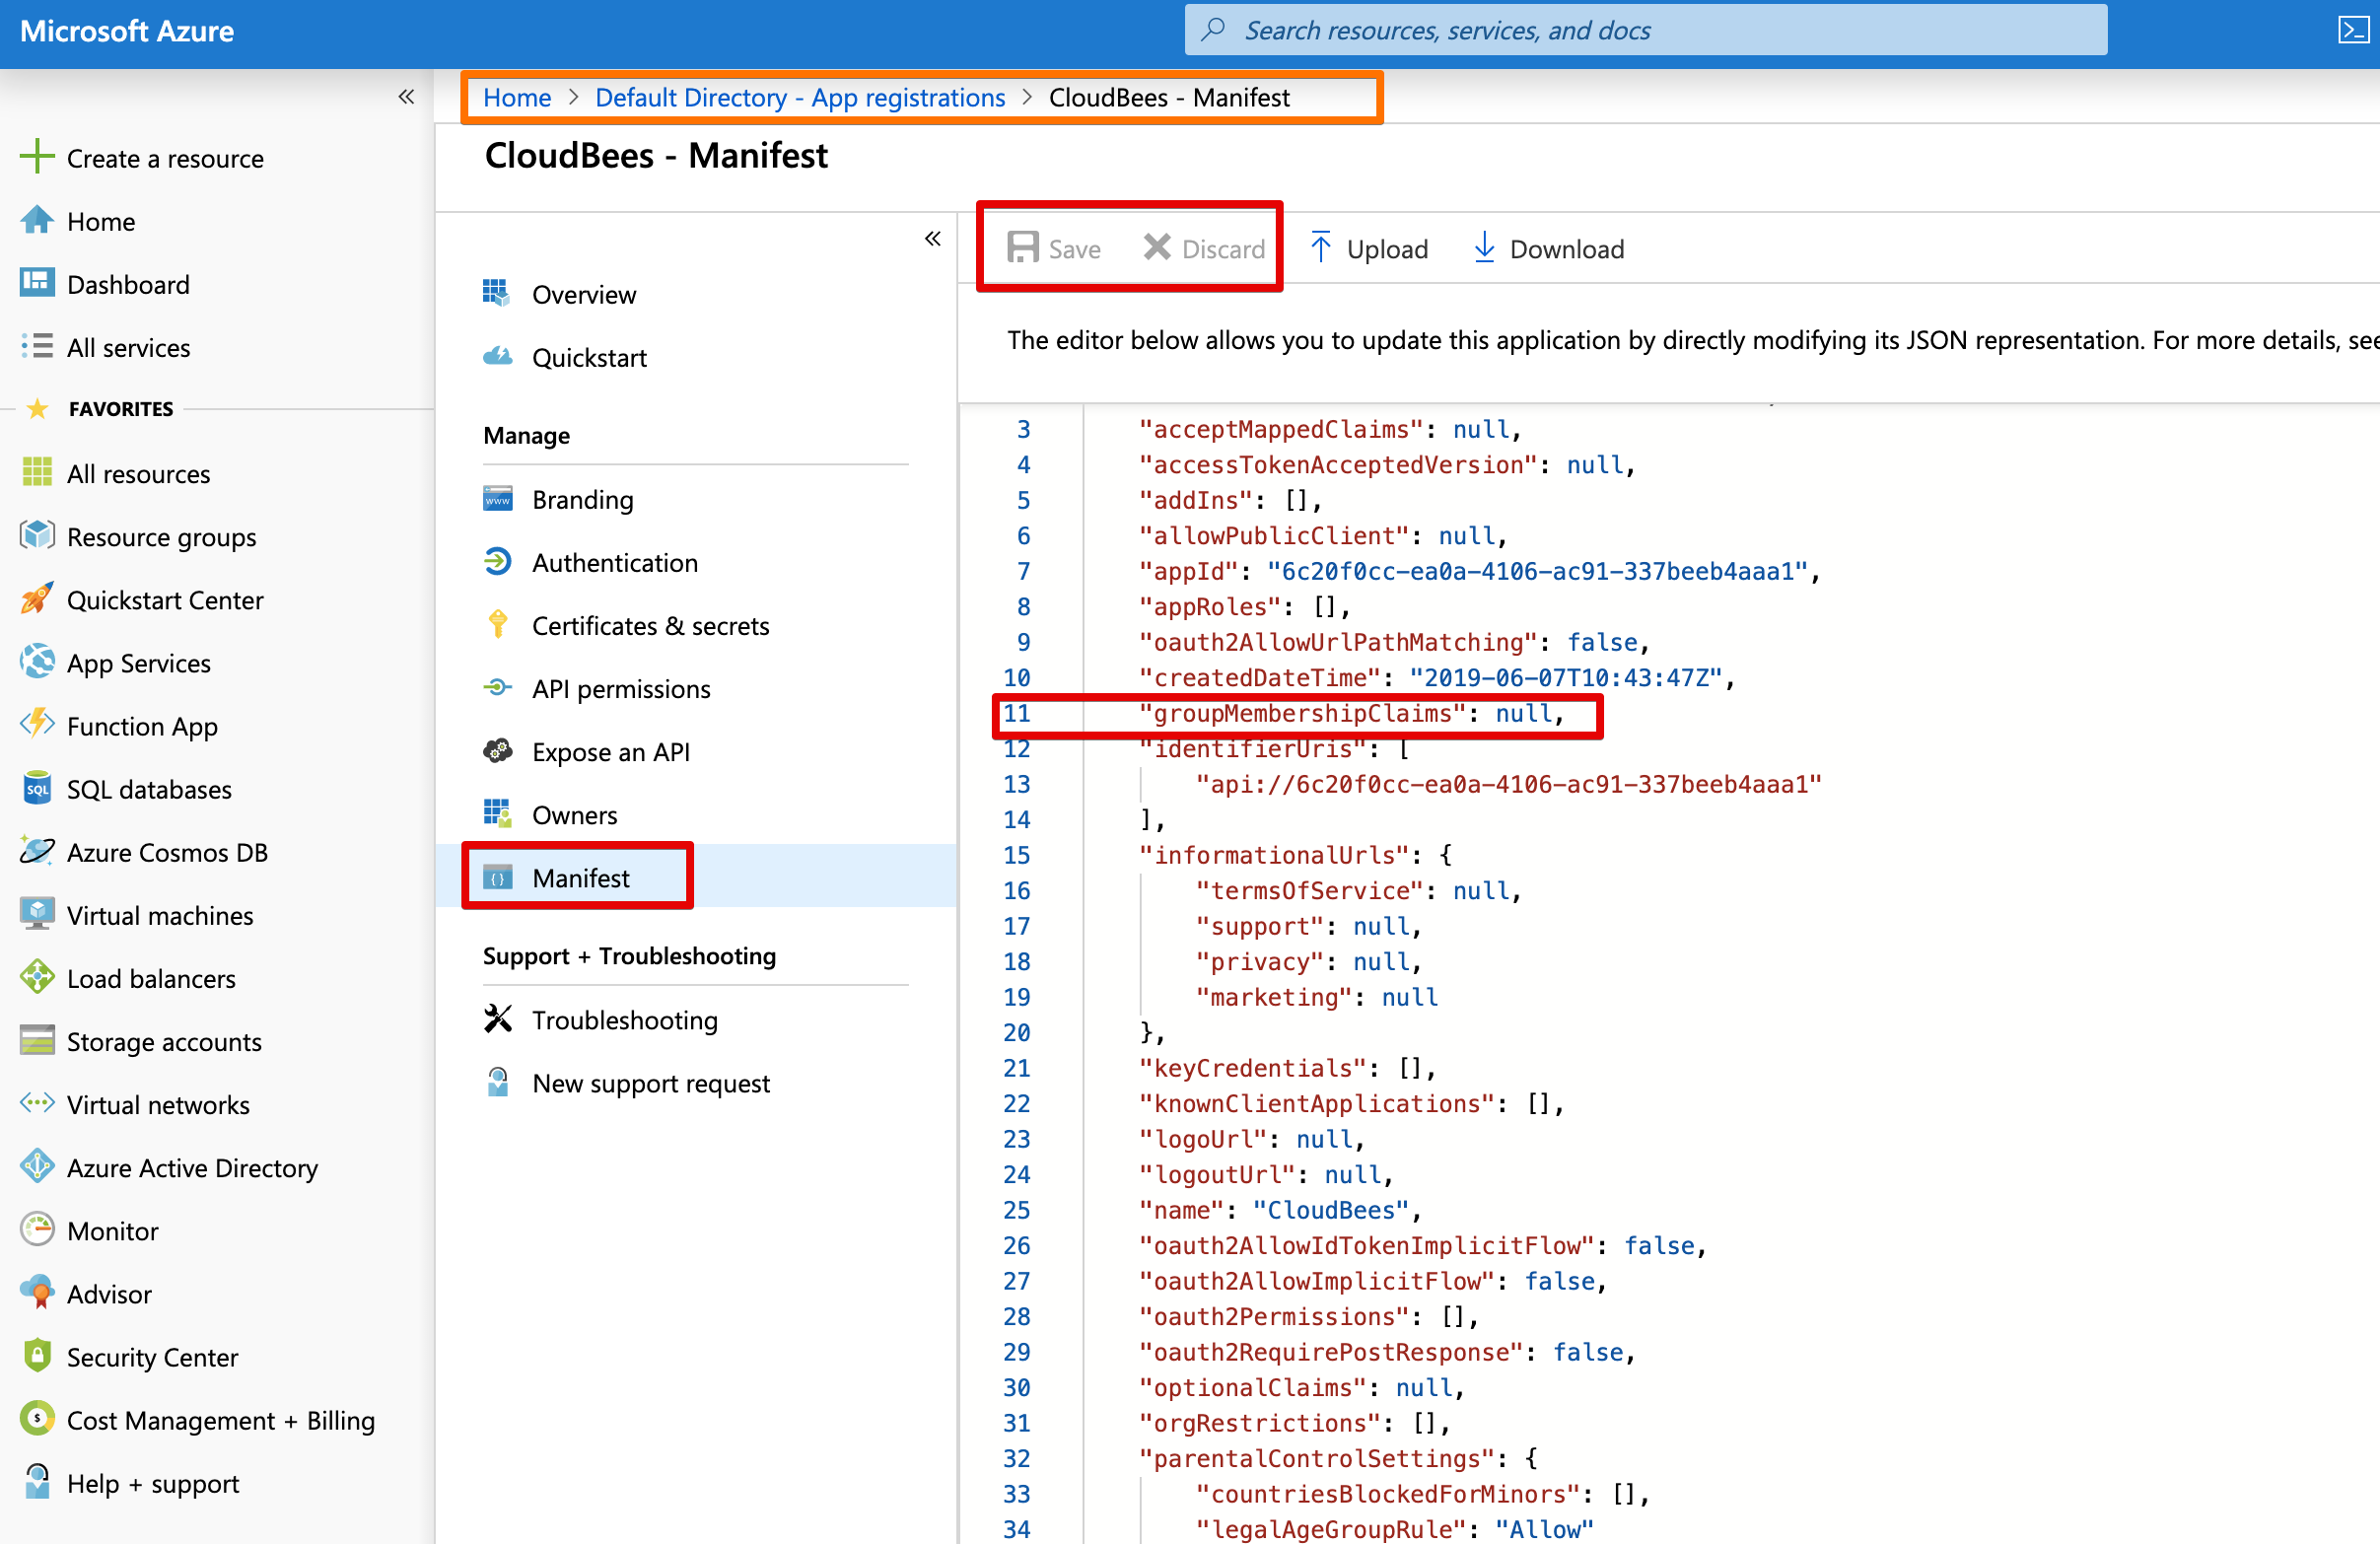 Microsoft Azure
Search resources, services, and docs
Home > Default Directory - App registrations > CloudBees - Manifest
CloudBees - Manifest
Create a resource
Home
Dashboard
All services
FAVORITES
All resources
Resource groups
Quickstart Center
App Services
Function App
SQL databases
Azure Cosmos DB
Virtual machines
Load balancers
Storage accounts
Virtual networks
Azure Active Directory
Monitor
Advisor
Security Center
Cost Management + Billing
Help + support
Overview
Quickstart
Manage
Branding
Authentication
Certificates & secrets
API permissions
Expose an API
Owners
Manifest
Support + Troubleshooting
Troubleshooting
New support request
Save Discard Upload Download
The editor below allows you to update this application by directly modifying its JSON representation. For more details, see
3 "acceptMappedClaims": null,
4 "accessTokenAcceptedVersion": null,
5 "addIns": [],
6 "allowPublicClient": null,
7 "appId": "6c20f0cc-ea0a-4106-ac91-337beeb4aaa1",
8 "appRoles": [],
9 "oauth2AllowUrlPathMatching": false,
10 "createdDateTime": "2019-06-07T10:43:47Z",
11 "groupMembershipClaims": null,
12 "identifierUris": [
13 "api://6c20f0cc-ea0a-4106-ac91-337beeb4aaa1"
14 ],
15 "informationalUrls": {
16 "termsOfService": null,
17 "support": null,
18 "privacy": null,
19 "marketing": null
20 },
21 "keyCredentials": [],
22 "knownClientApplications": [],
23 "logoUrl": null,
24 "logoutUrl": null,
25 "name": "CloudBees",
26 "oauth2AllowIdTokenImplicitFlow": false,
27 "oauth2AllowImplicitFlow": false,
28 "oauth2Permissions": [],
29 "oauth2RequirePostResponse": false,
30 "optionalClaims": null,
31 "orgRestrictions": [],
32 "parentalControlSettings": {
33 "countriesBlockedForMinors": [],
34 "legalAgeGroupRule": "Allow"